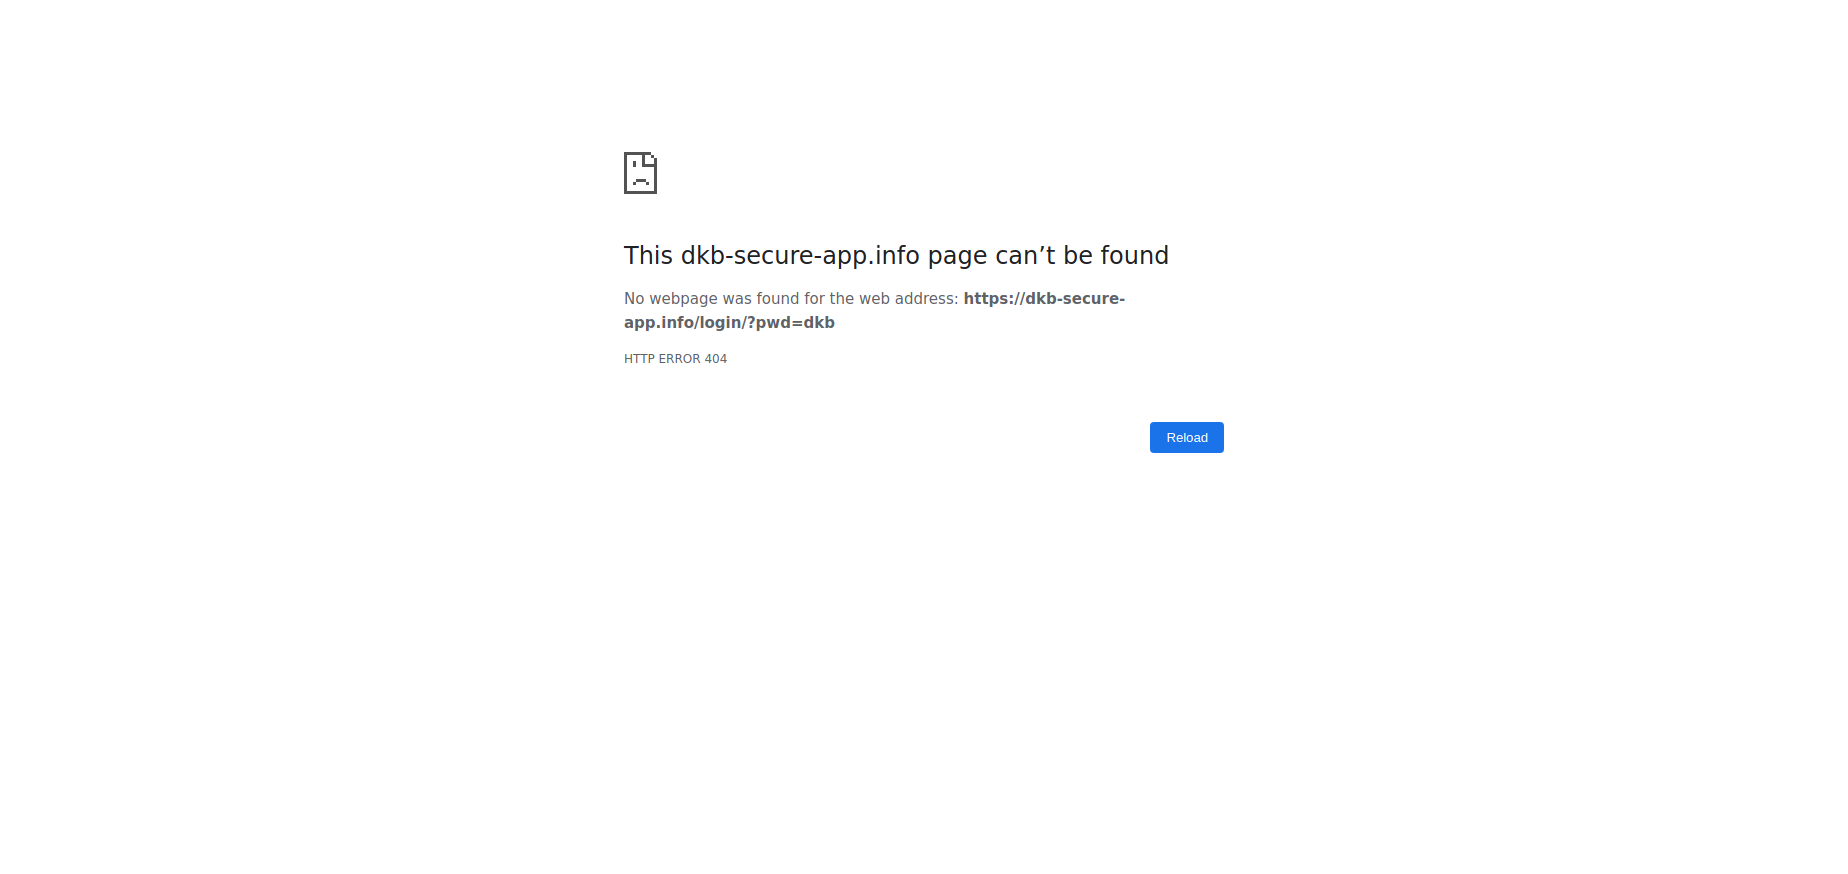 This dkb-secure-app.info page can’t be found
No webpage was found for the web address: https://dkb-secure-
app.info/login/?pwd=dkb
HTTP ERROR 404
Reload